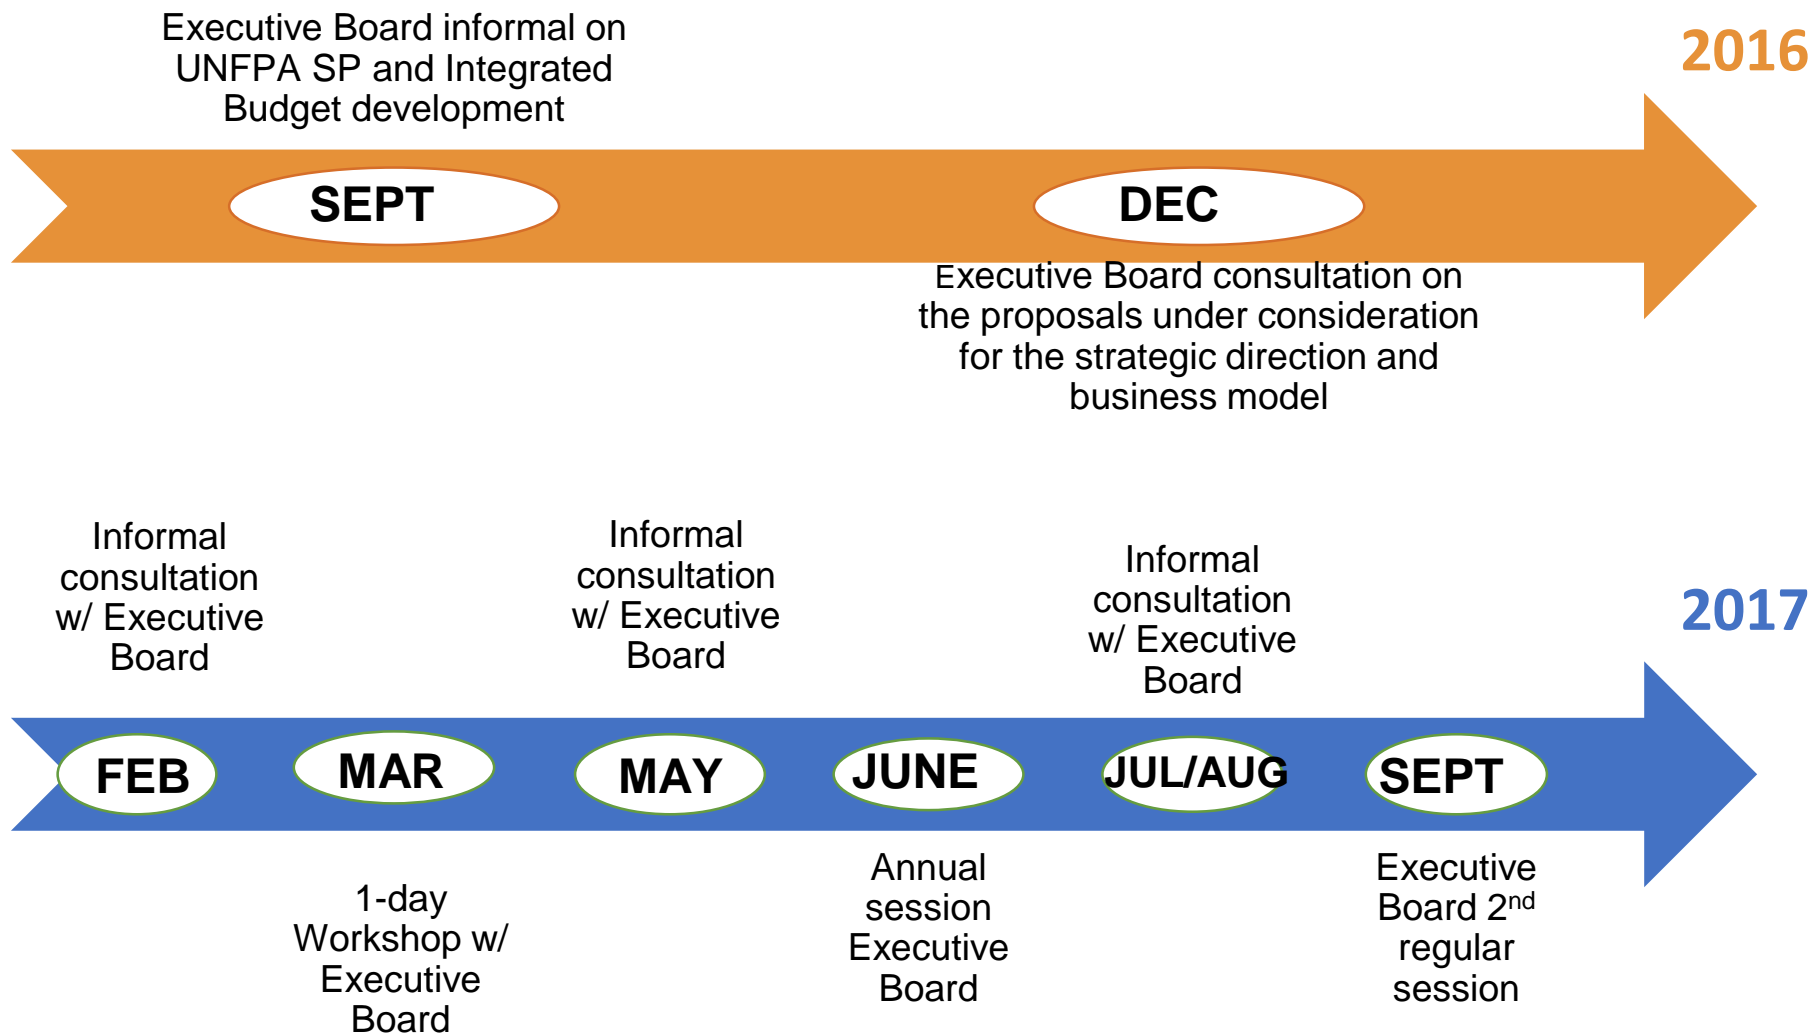 Executive Board informal on
UNFPA SP and Integrated
Budget development
2016
SEPT
DEC
Executive Board consultation on
the proposals under consideration
for the strategic direction and
business model
Informal
consultation
w/ Executive
Board
Informal
consultation
w/ Executive
Board
Informal
consultation
w/ Executive
Board
2017
FEB
MAR
MAY
JUNE
JUL/AUG
SEPT
1-day
Workshop w/
Executive
Board
Annual
session
Executive
Board
Executive
Board 2nd
regular
session